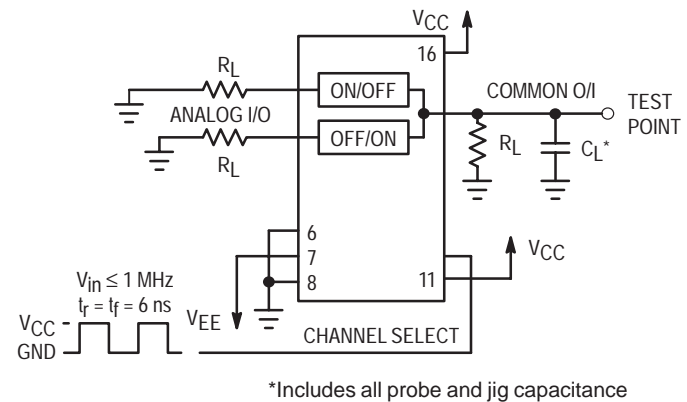 VCC
16
RL
ON/OFF
COMMON O/I
TEST
POINT
ANALOG I/O
OFF/ON
RL
RL
CL*
6
7
8
11
VCC
Vin ≤ 1 MHz
tr = tf = 6 ns
VCC
GND
VEE
CHANNEL SELECT
*Includes all probe and jig capacitance